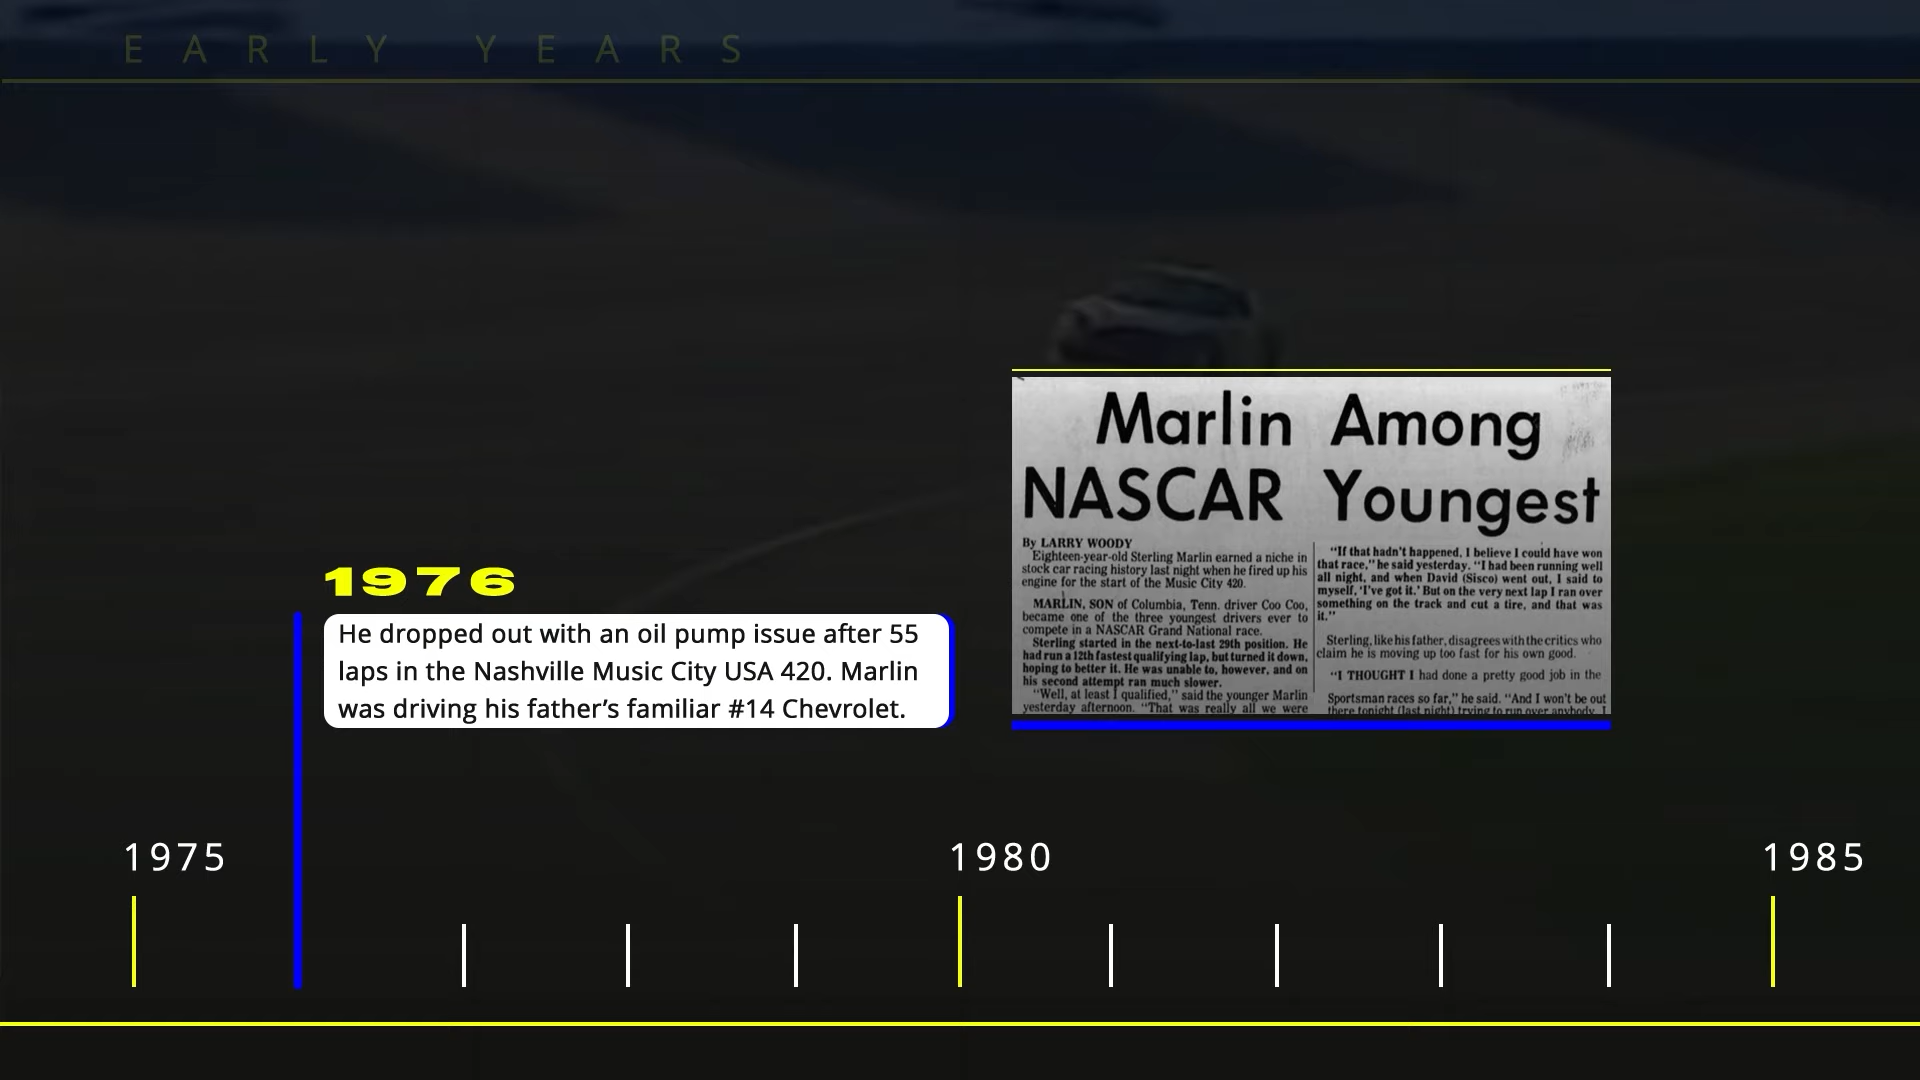 EARLY YEARS
Marlin Among
NASCAR Youngest
By LARRY WOODY
Eighteen-year-old Sterling Marlin earned a niche in
stock car racing history last night when he fired up his
engine for the start of the Music City 420.
MARLIN, SON of Columbia, Tenn. driver Coo Coo,
became one of the three youngest drivers ever to
compete in a NASCAR Grand National race.
Sterling started in the next-to-last 29th position. He
had run a 12th fastest qualifying lap, but turned it down,
hoping to better it. He was unable to, however, and on
his second attempt ran much slower.
"Well, at least I qualified," said the younger Marlin
yesterday afternoon. "That was really all we were
"If that hadn't happened, I believe I could have won
that race," he said yesterday. "I had been running well
all night, and when David (Sisco) went out, I said to
myself, 'I've got it.' But on the very next lap I ran over
something on the track and cut a tire, and that was
it."
Sterling, like his father, disagrees with the critics who
claim he is moving up too fast for his own good.
"I THOUGHT I had done a pretty good job in the
Sportsman races so far," he said. "And I won't be out
there tonight (last night) trying to run over anybody. I
1976
He dropped out with an oil pump issue after 55
laps in the Nashville Music City USA 420. Marlin
was driving his father’s familiar #14 Chevrolet.
1975 1980 1985